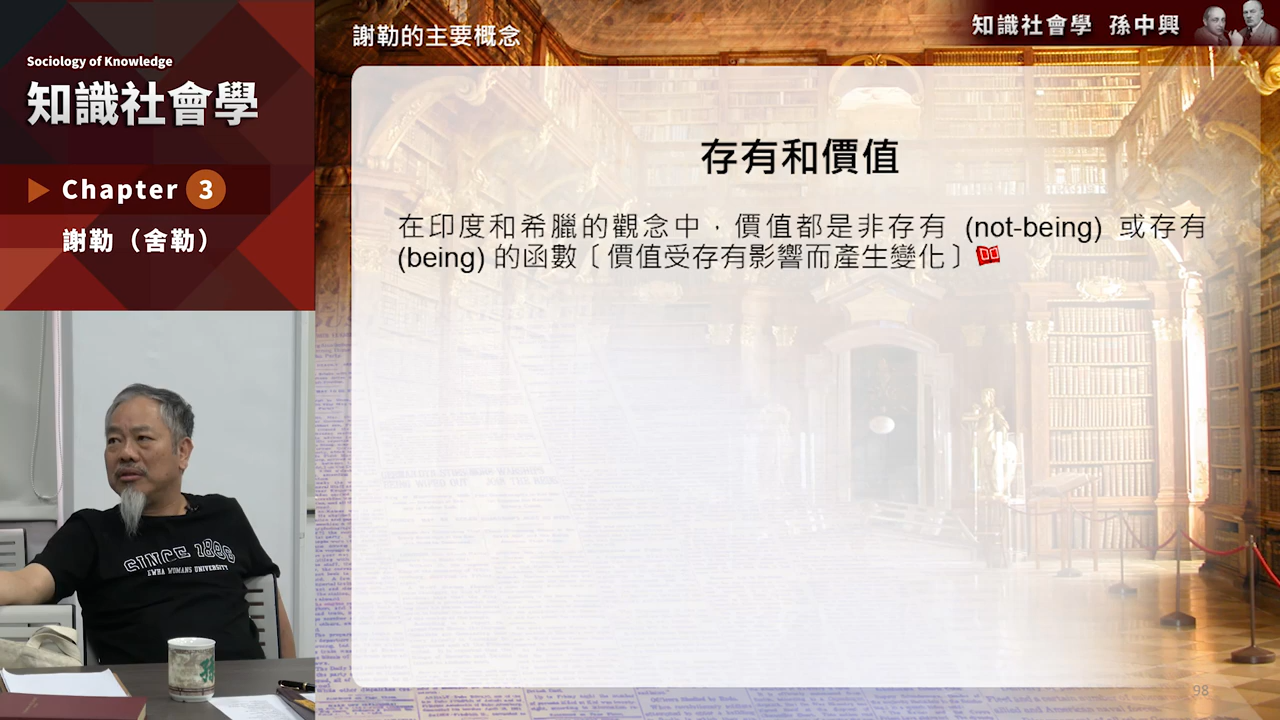 Sociology of Knowledge
知識社會學
Chapter 3
謝勒（舍勒）
謝勒的主要概念
知識社會學 孫中興
存有和價值
在印度和希臘的觀念中，價值都是非存有 (not-being) 或存有
(being) 的函數〔價值受存有影響而產生變化〕
SINCE 1886
EWHA WOMANS UNIVERSITY
98